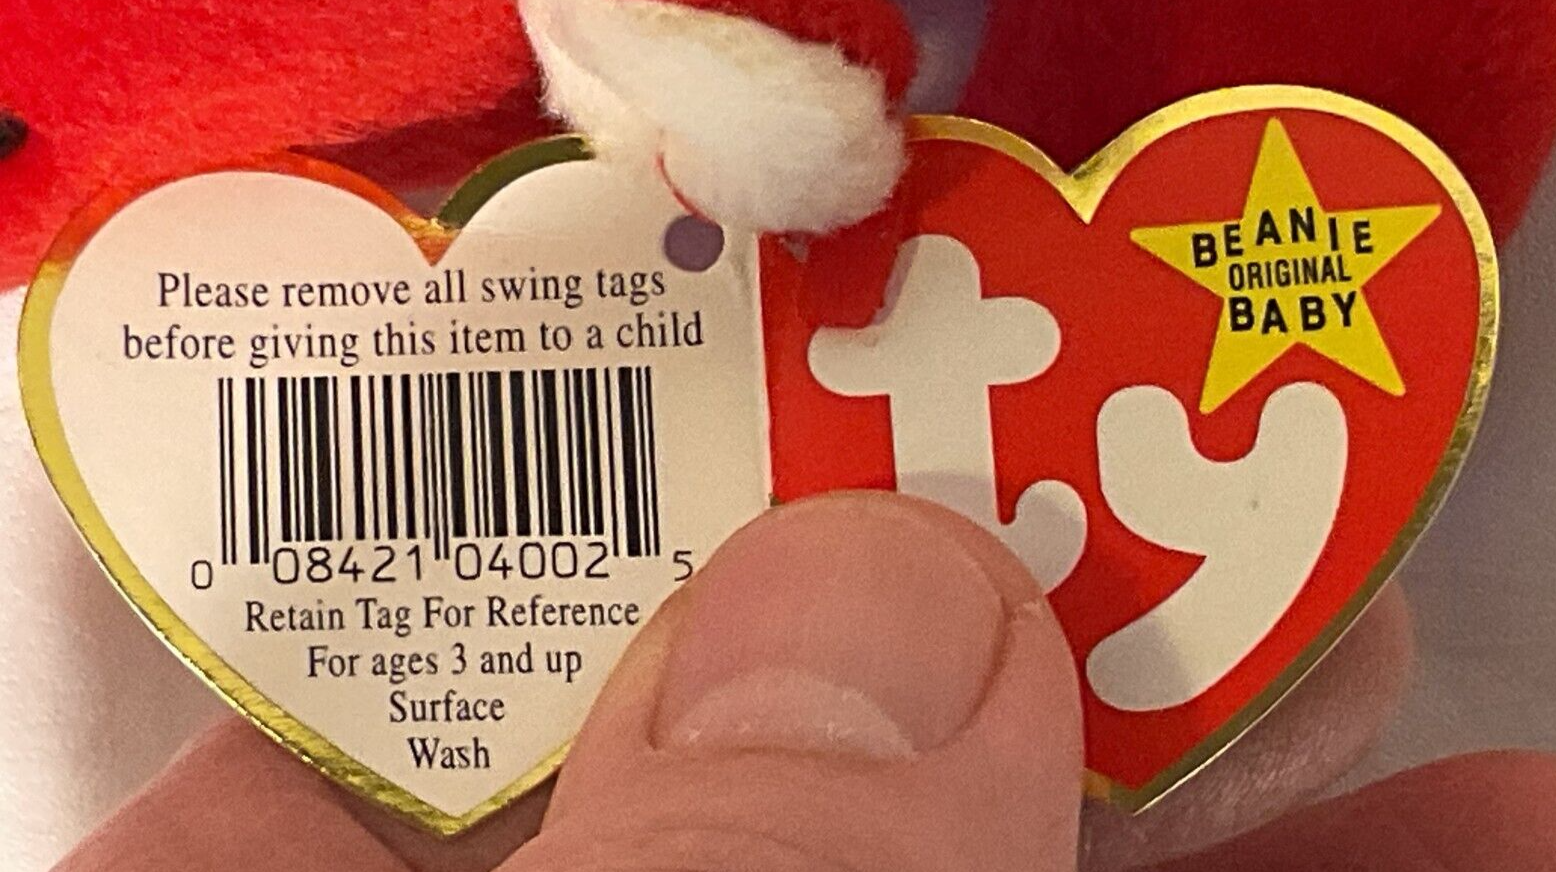 Please remove all swing tags
before giving this item to a child
0 08421 04002 5
Retain Tag For Reference
For ages 3 and up
Surface
Wash
ty
BEANIE
ORIGINAL
BABY